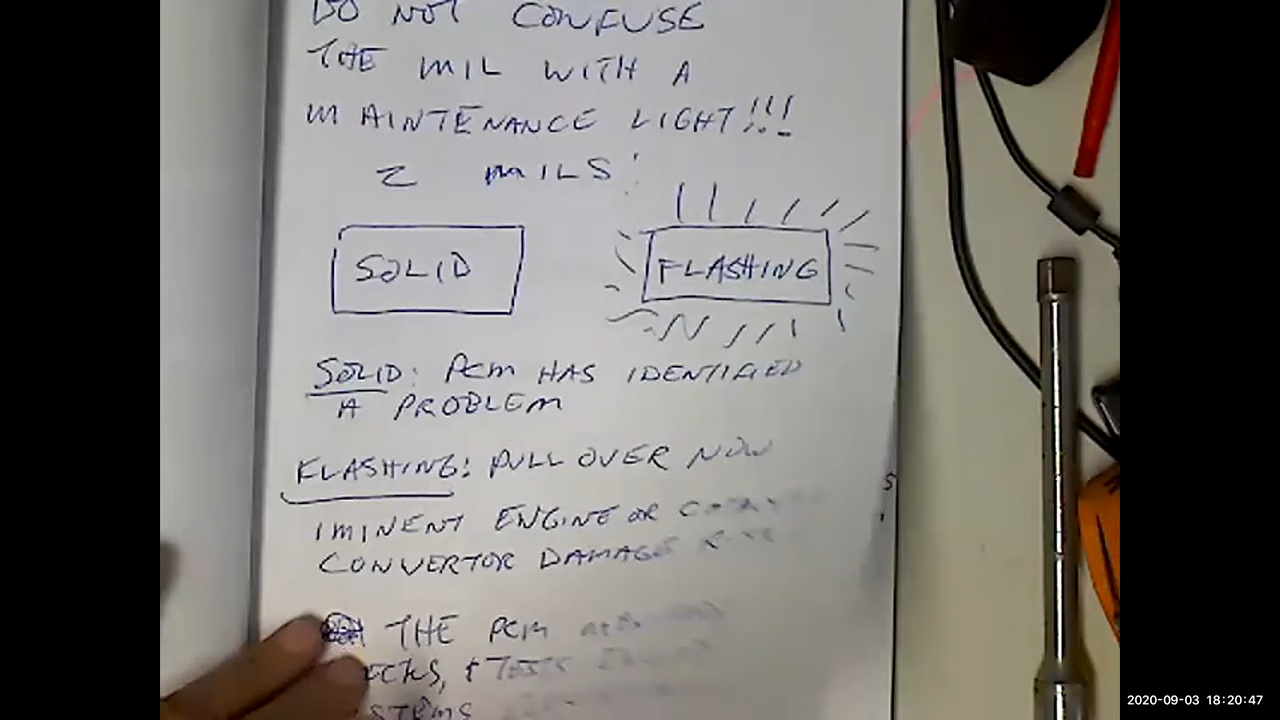 DO NOT CONFUSE
THE MIL WITH A
MAINTENANCE LIGHT!!!
2 MILS:
SOLID
FLASHING
SOLID: PCM HAS IDENTIFIED
A PROBLEM
FLASHING: PULL OVER NOW
IMINENT ENGINE OR
CONVERTOR DAMAGE
THE PCM
2020-09-03 18:20:47